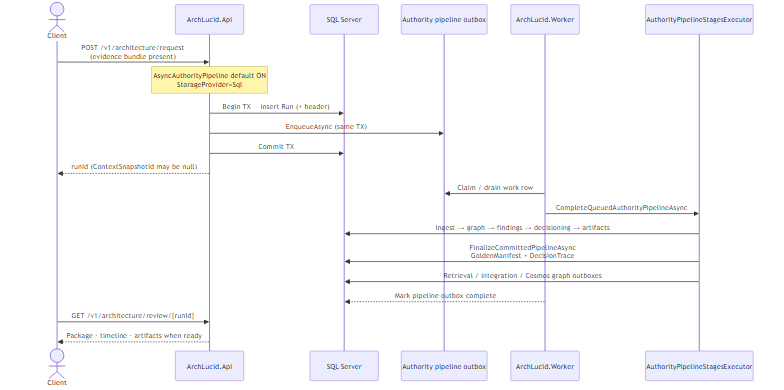 ArchLucid.Api
SQL Server
Authority pipeline outbox
ArchLucid.Worker
AuthorityPipelineStagesExecutor
Client
POST /v1/architecture/request
(evidence bundle present)
AsyncAuthorityPipeline default ON
StorageProvider=Sql
Begin TX — Insert Run (+ header)
EnqueueAsync (same TX)
Commit TX
runId (ContextSnapshotId may be null)
Claim / drain work row
CompleteQueuedAuthorityPipelineAsync
Ingest → graph → findings → decisioning → artifacts
FinalizeCommittedPipelineAsync
GoldenManifest + DecisionTrace
Retrieval / integration / Cosmos graph outboxes
Mark pipeline outbox complete
GET /v1/architecture/review/[runId]
Package · timeline · artifacts when ready
ArchLucid.Api
SQL Server
Authority pipeline outbox
ArchLucid.Worker
AuthorityPipelineStagesExecutor
Client